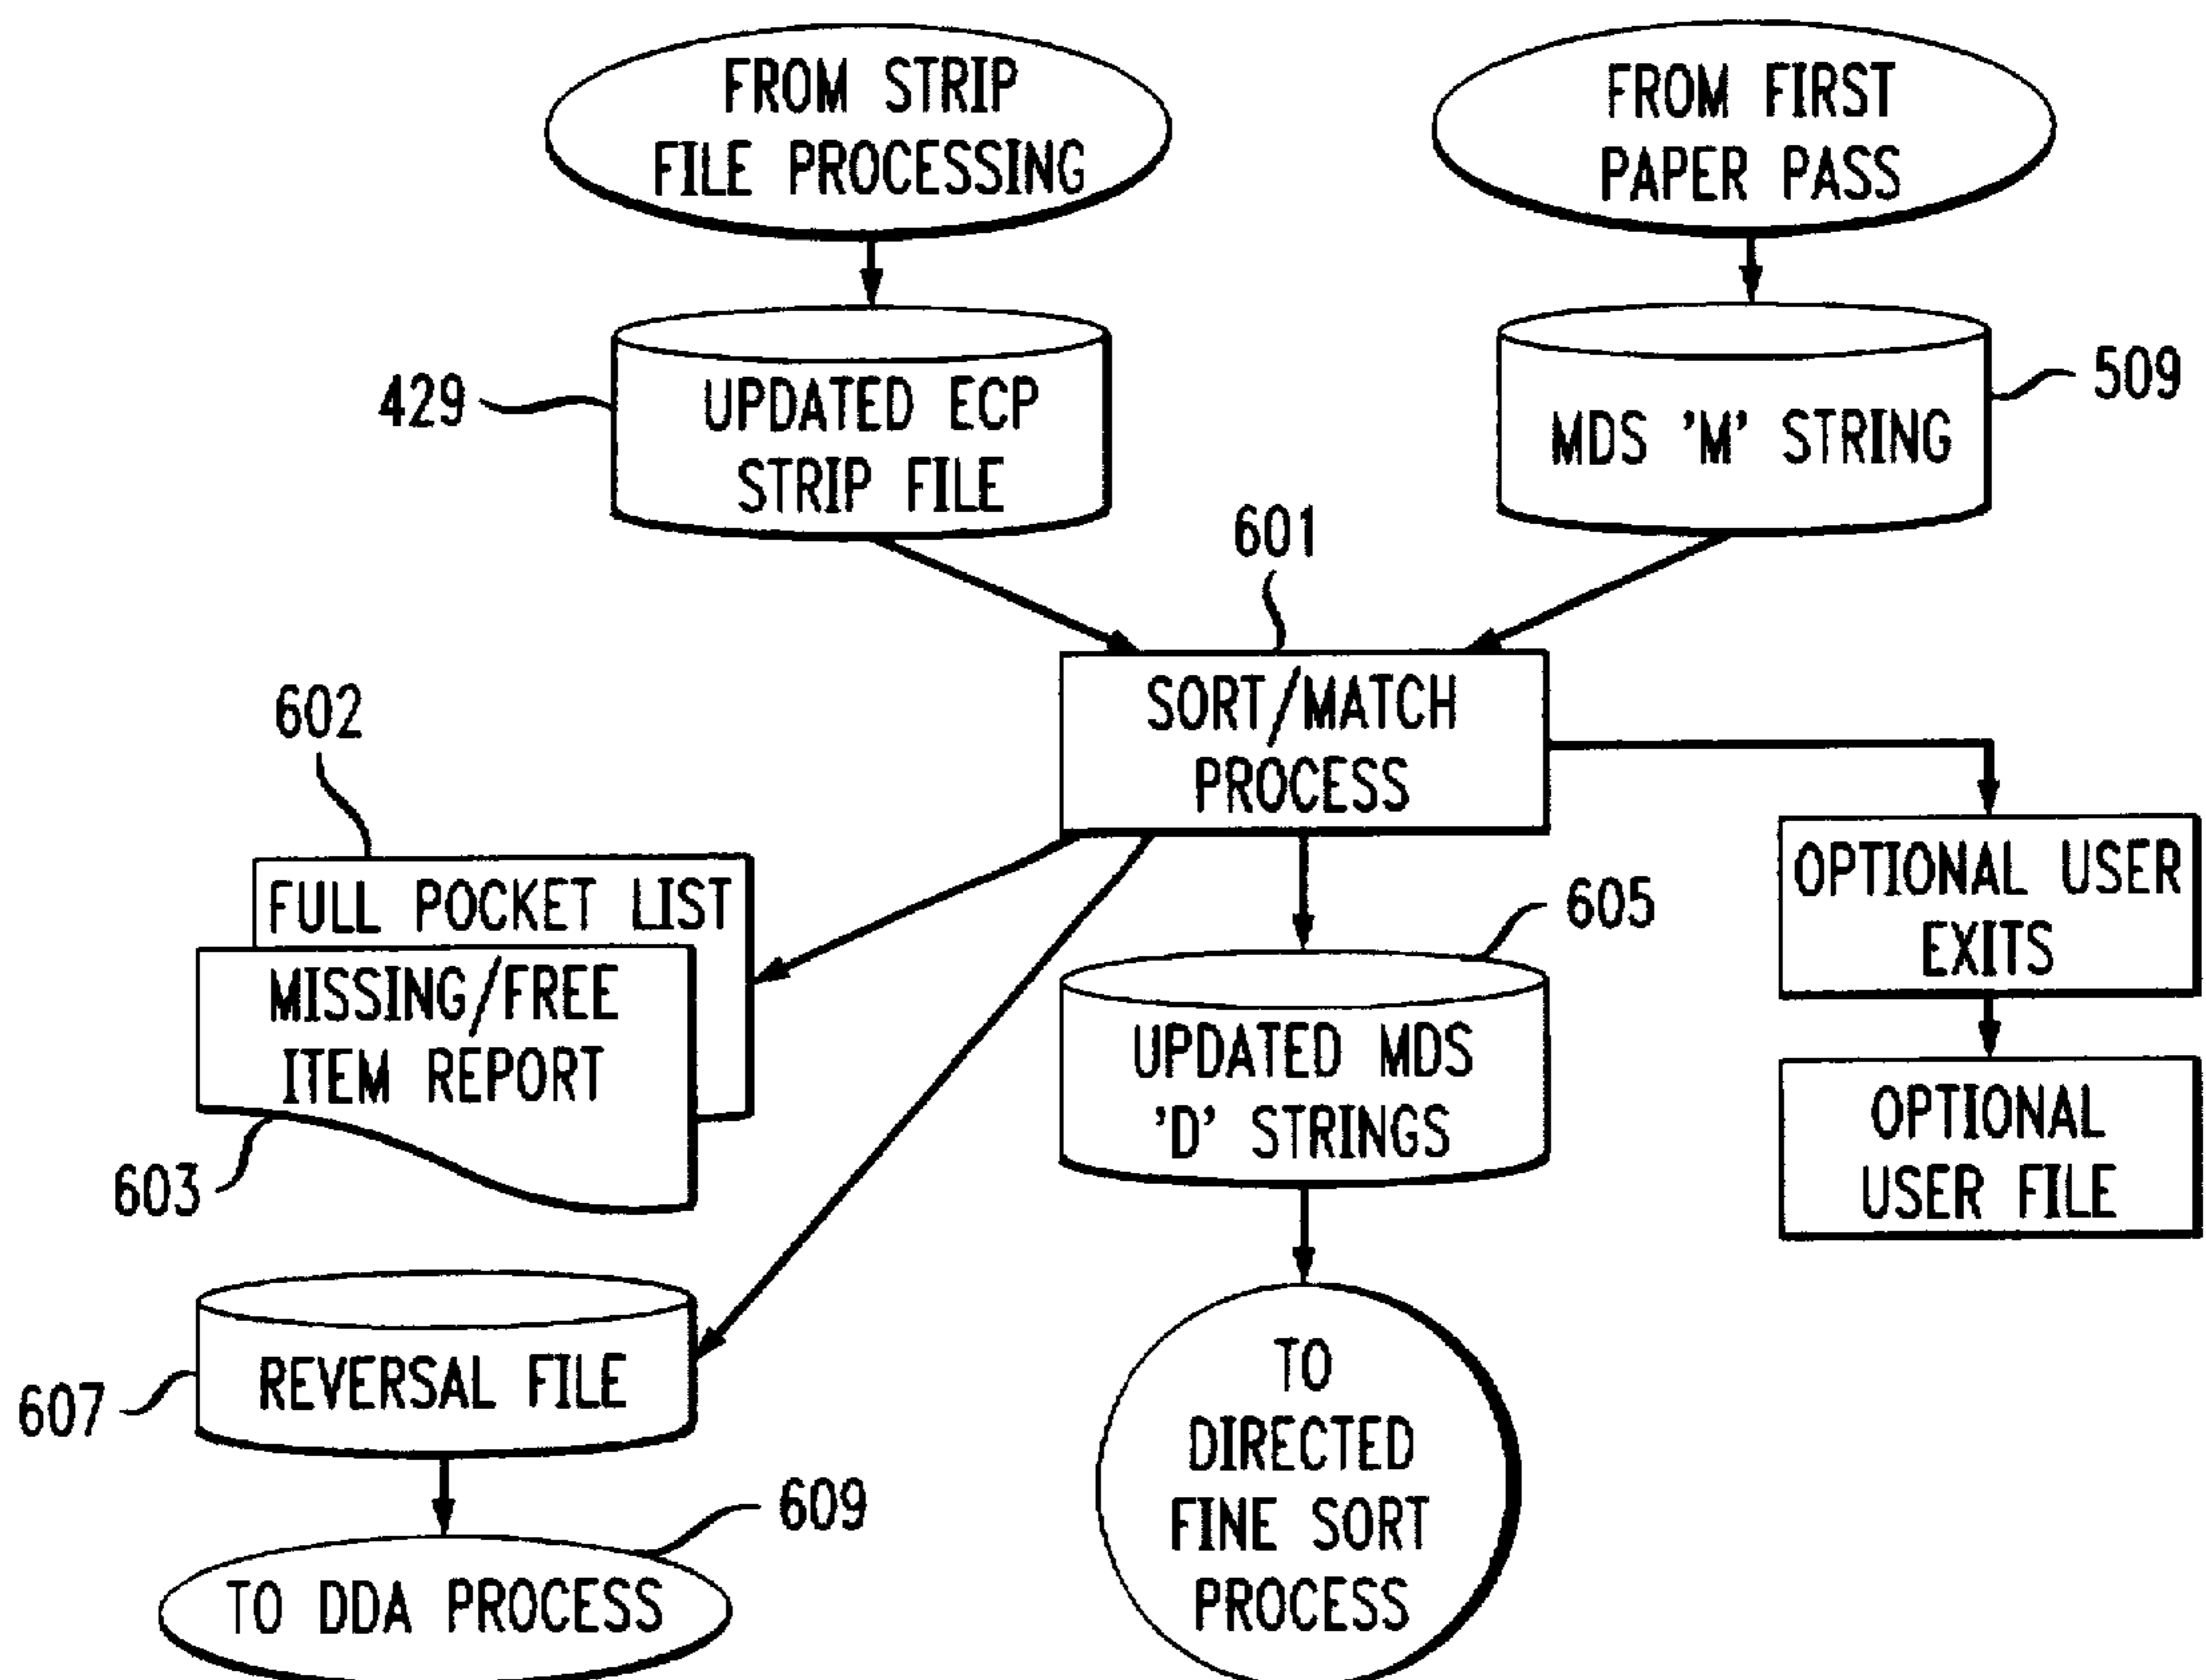 FROM STRIP
FILE PROCESSING
FROM FIRST
PAPER PASS
429
UPDATED ECP
STRIP FILE
MDS 'M' STRING
509
601
SORT/MATCH
PROCESS
602
FULL POCKET LIST
MISSING/FREE
ITEM REPORT
603
605
UPDATED MDS
'D' STRINGS
OPTIONAL USER
EXITS
OPTIONAL
USER FILE
607
REVERSAL FILE
609
TO DDA PROCESS
TO
DIRECTED
FINE SORT
PROCESS